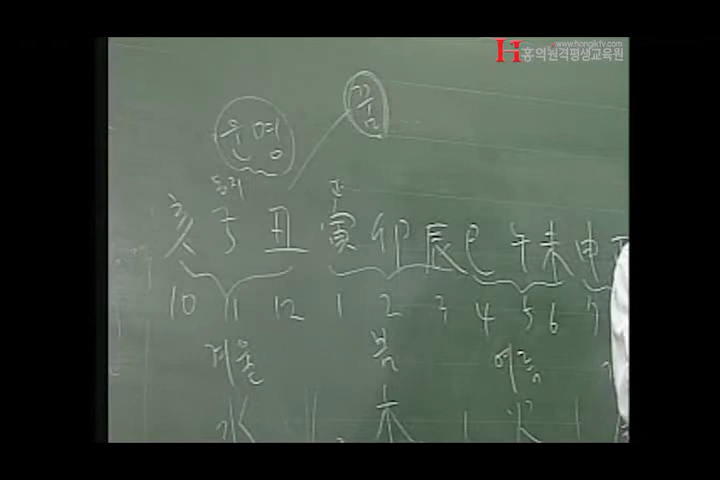 www.hongiktv.com
홍익원격평생교육원
꿈
운명
동지 正
亥 子 丑 寅 卯 辰 巳 午 未 申
10 11 12 1 2 3 4 5 6 7
겨울 봄 여름
水 木 火